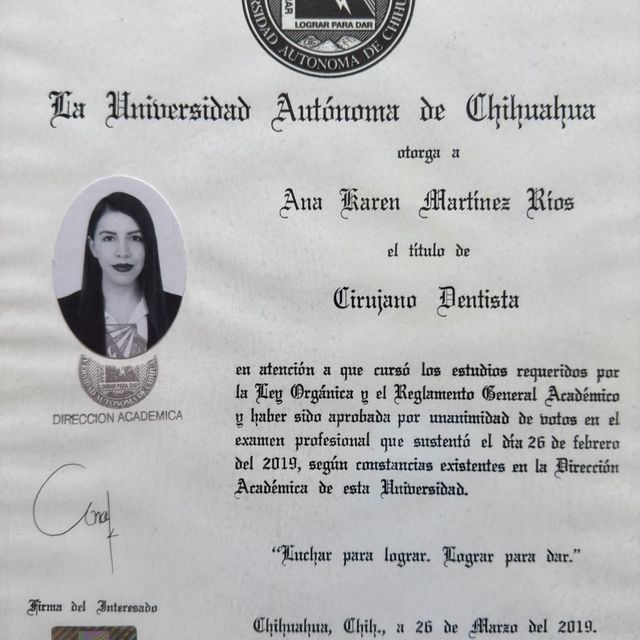 LOGRAR PARA DAR
UNIVERSIDAD AUTONOMA DE CHIHUAHUA
La Universidad Autónoma de Chihuahua
otorga a
Ana Karen Martínez Ríos
el título de
Cirujano Dentista
en atención a que cursó los estudios requeridos por
la Ley Orgánica y el Reglamento General Académico
y haber sido aprobada por unanimidad de votos en el
examen profesional que sustentó el día 26 de febrero
del 2019, según constancias existentes en la Dirección
Académica de esta Universidad.
"Luchar para lograr. Lograr para dar."
Chihuahua, Chih., a 26 de Marzo del 2019.
LOGRAR PARA DAR
DIRECCION ACADEMICA
Firma del Interesado